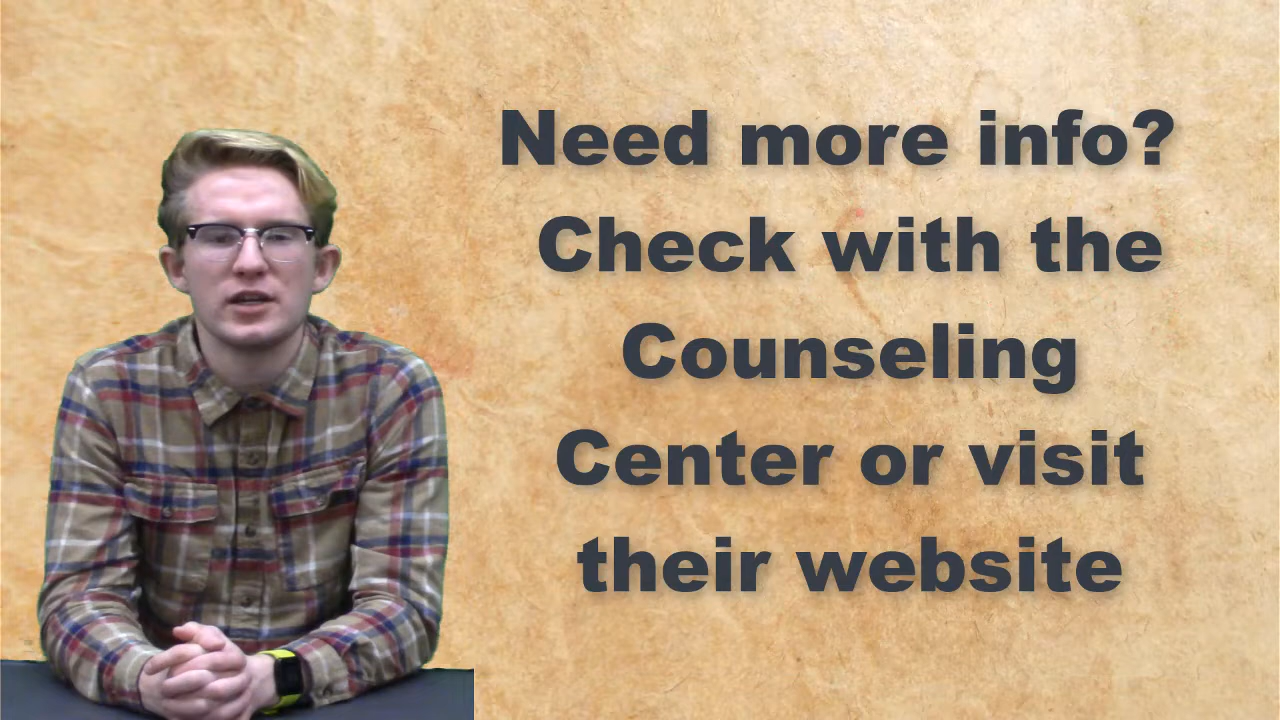 Need more info?
Check with the
Counseling
Center or visit
their website